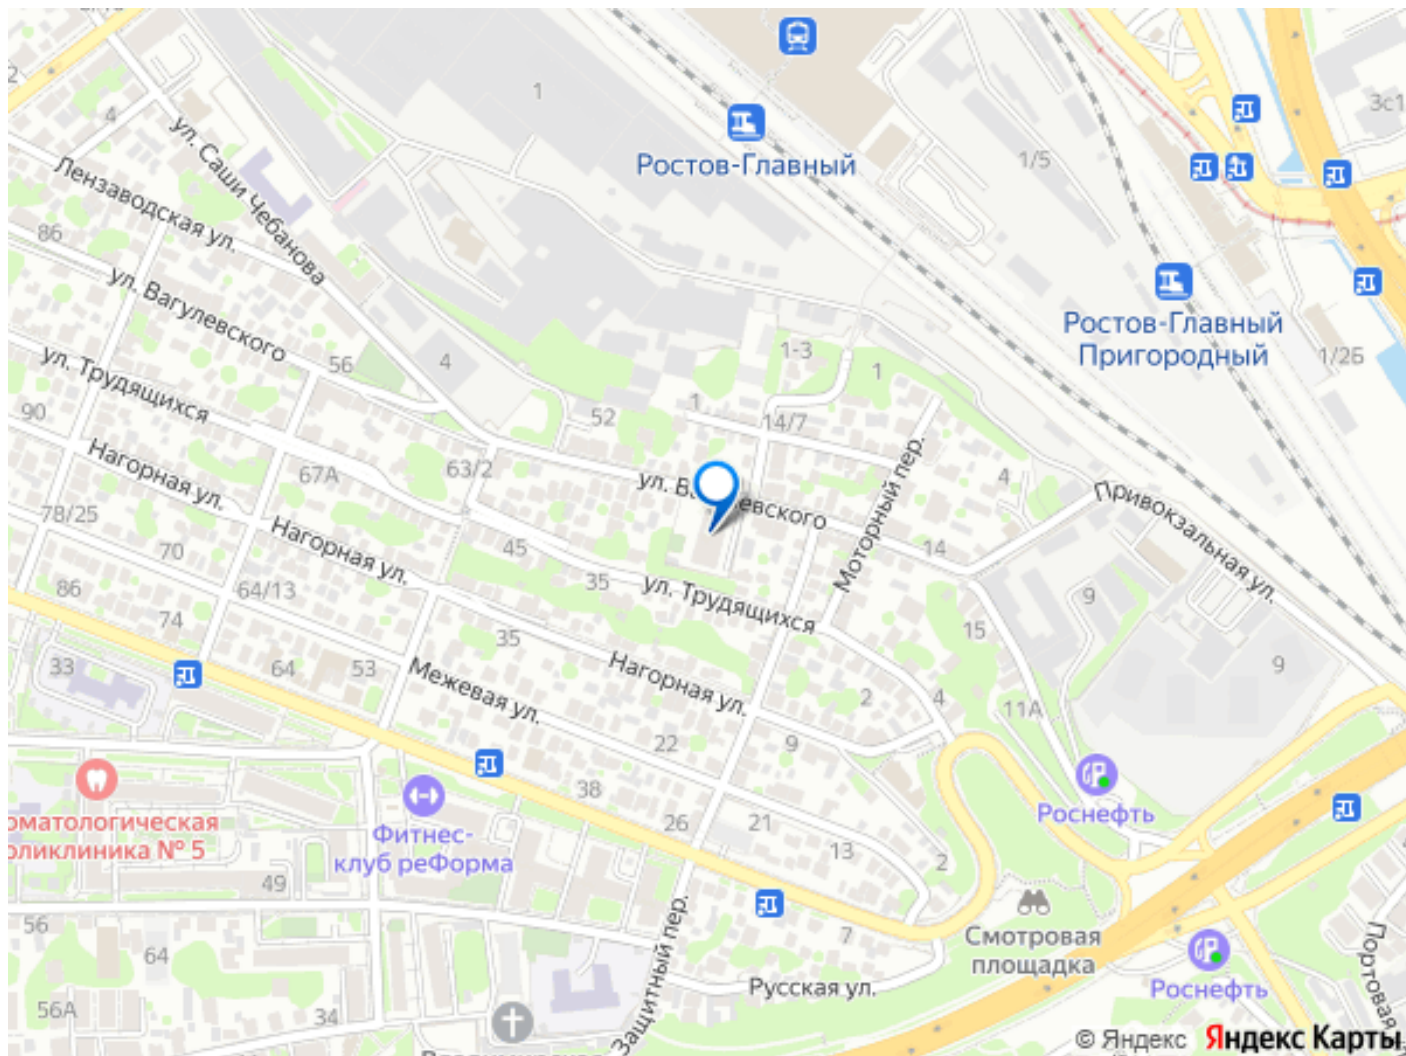 1
Ростов-Главный
1/5
3с1
4
ул. Саши Чебанова
Лензаводская ул.
86
ул. Вагулевского
Ростов-Главный
Пригородный
1/2Б
1-3
1
56
4
ул. Трудящихся
90
52
1
14/7
Нагорная ул.
67А
63/2
4
Моторный пер.
Привокзальная ул.
78/25
70
Нагорная ул.
45
14
86
64/13
35
ул. Трудящихся
9
74
35
15
33
64
53
Межевая ул.
Нагорная ул.
2
4
9
11А
22
9
38
Роснефть
Стоматологическая
поликлиника № 5
Фитнес-
клуб реФорма
26
21
13
2
49
Защитный пер.
56
64
7
Смотровая
площадка
Русская ул.
Роснефть
Портовая
56А
34
© Яндекс Яндекс Карты